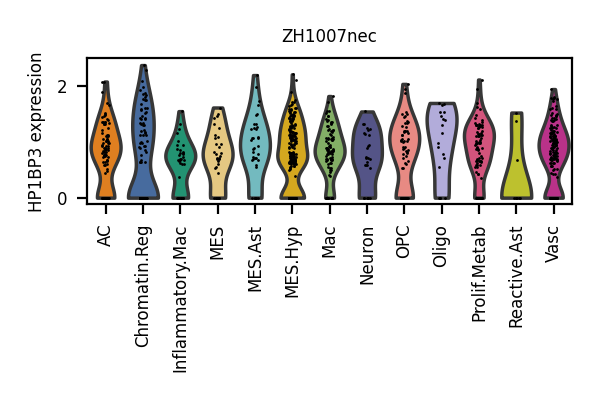 ZH1007nec
HP1BP3 expression
2
0
AC
Chromatin.Reg
Inflammatory.Mac
MES
MES.Ast
MES.Hyp
Mac
Neuron
OPC
Oligo
Prolif.Metab
Reactive.Ast
Vasc